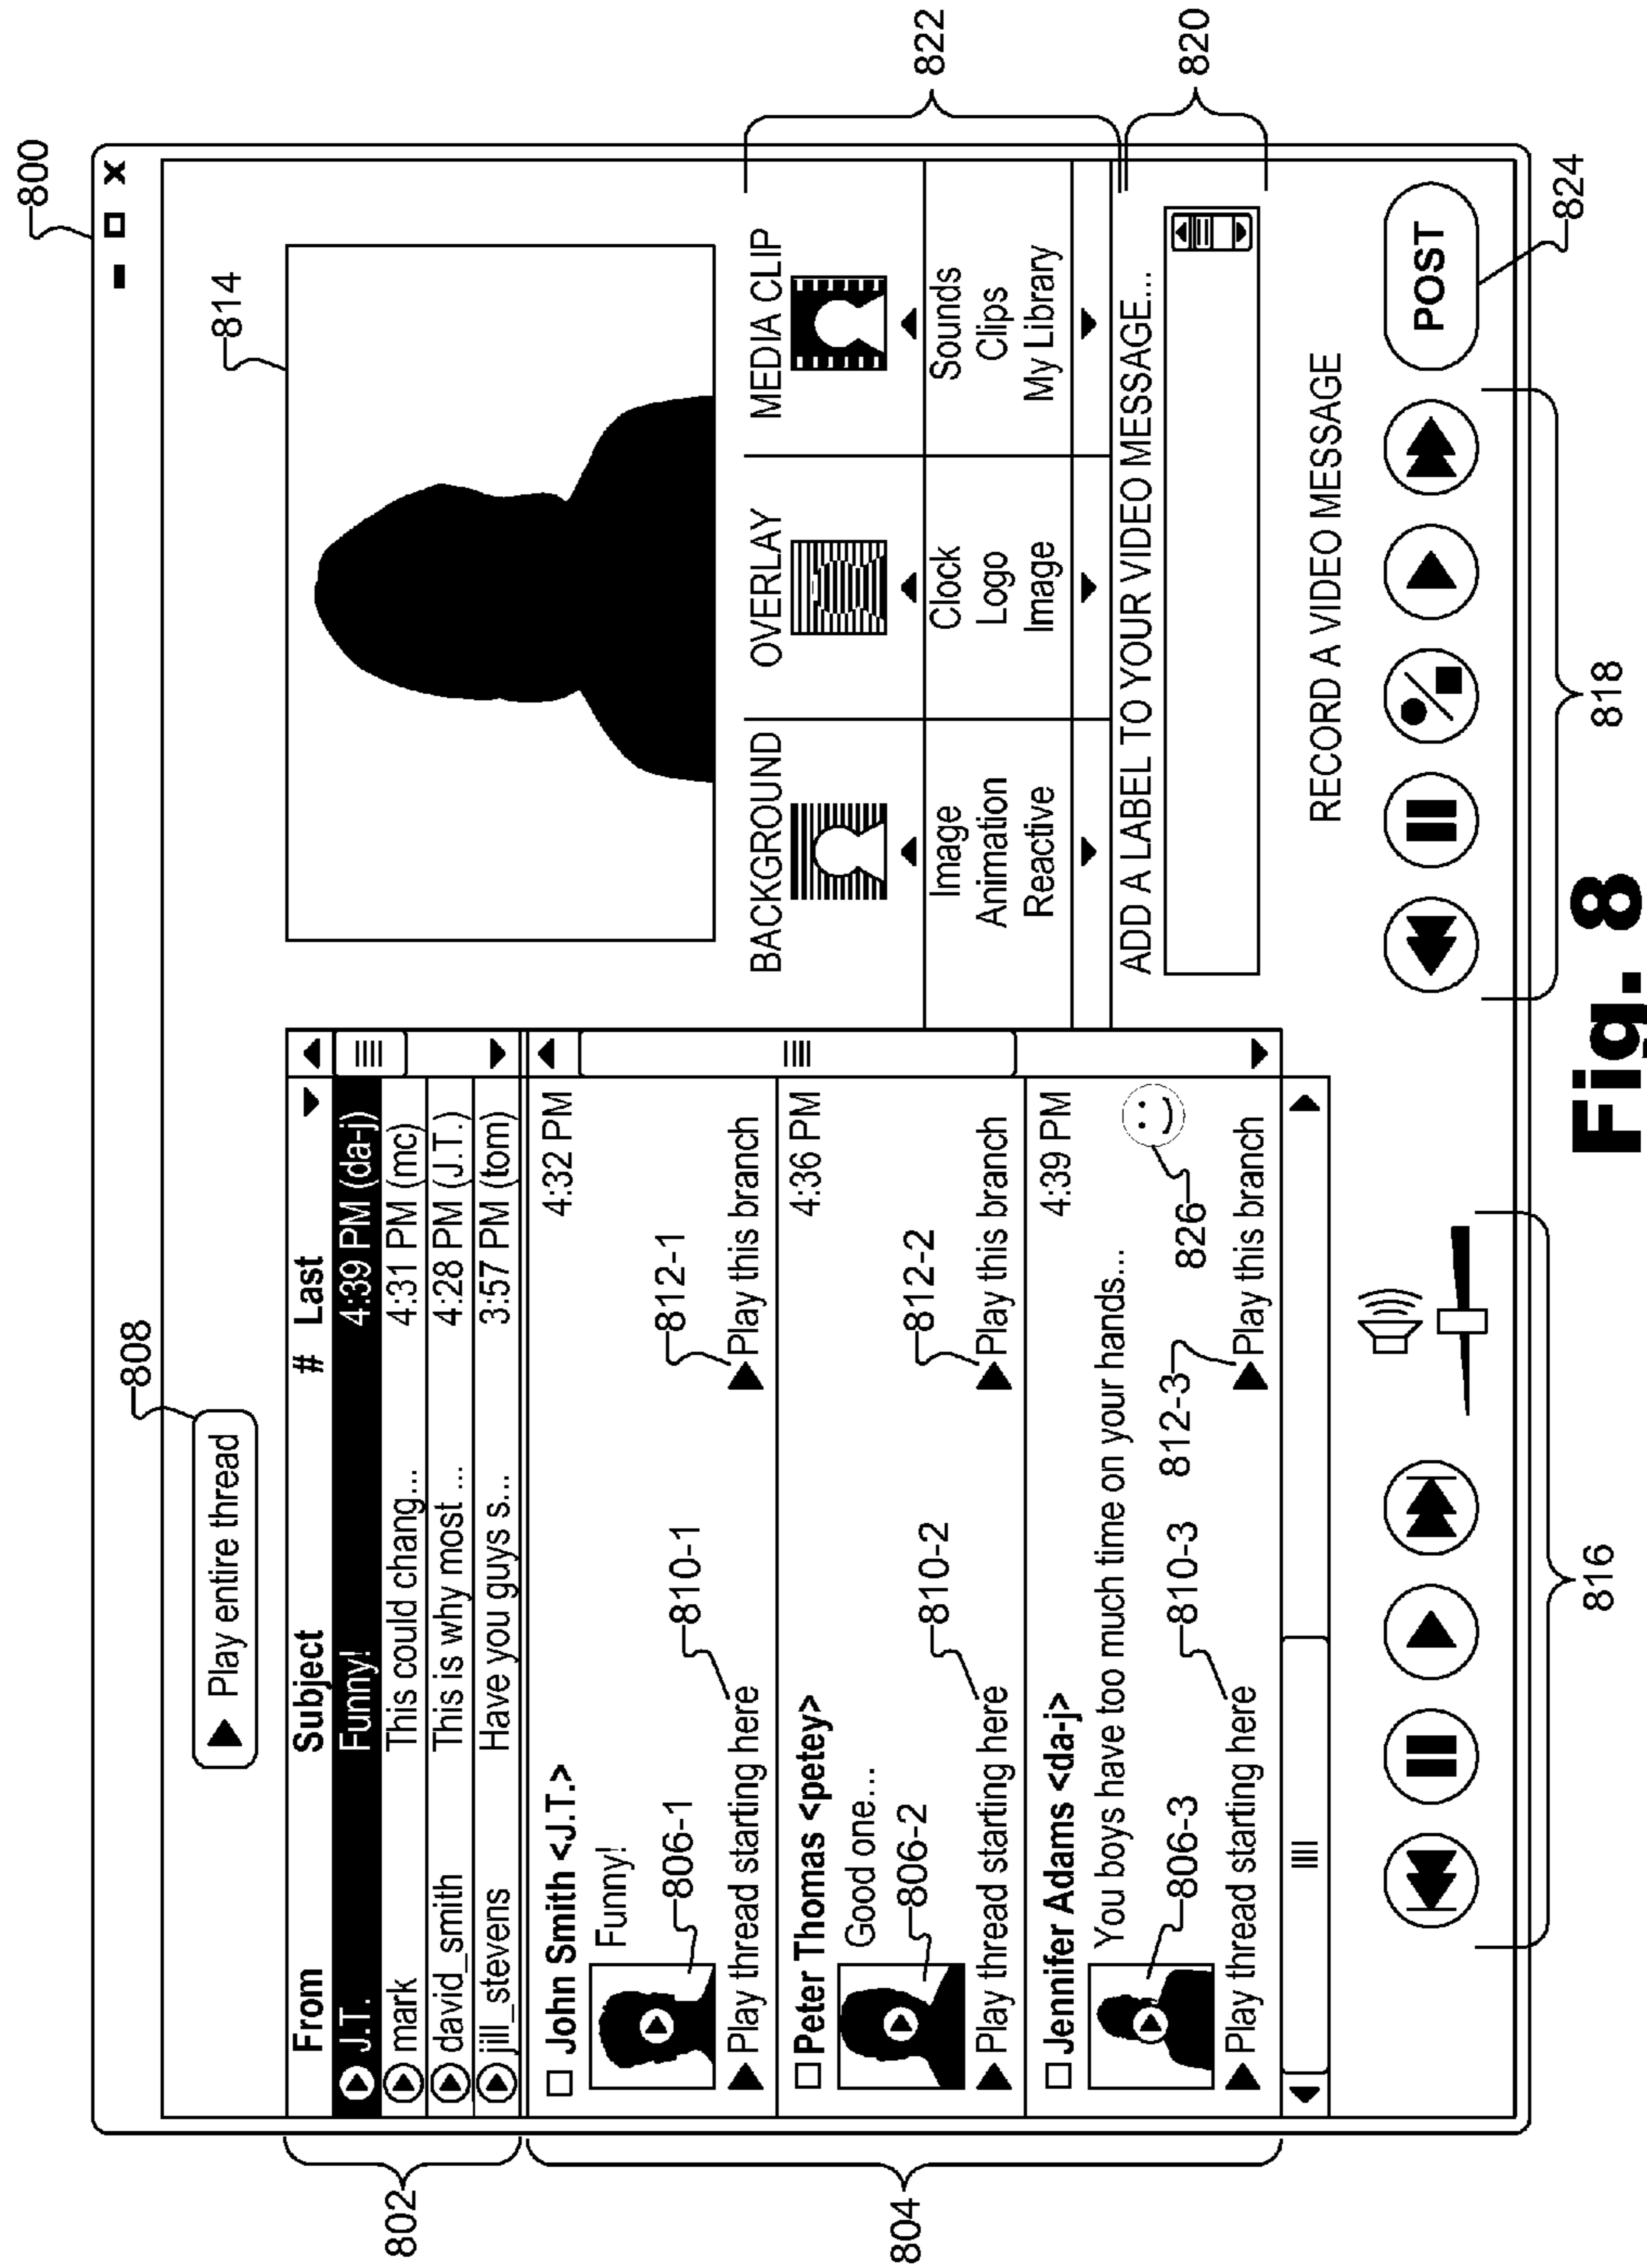 800
808
▶ Play entire thread
802
From Subject # Last
J.T. Funny! 4:39 PM (da-j)
mark This could chang... 4:31 PM (mc)
david_smith This is why most ... 4:28 PM (J.T.)
jill_stevens Have you guys s... 3:57 PM (tom)
804
John Smith <J.T.> 4:32 PM
Funny!
806-1 810-1 812-1
▶ Play thread starting here ▶ Play this branch
Peter Thomas <petey> 4:36 PM
Good one...
806-2 810-2 812-2
▶ Play thread starting here ▶ Play this branch
Jennifer Adams <da-j> 4:39 PM
You boys have too much time on your hands...
806-3 810-3 812-3 826
▶ Play thread starting here ▶ Play this branch
816
814
BACKGROUND OVERLAY MEDIA CLIP
Image Clock Sounds
Animation Logo Clips
Reactive Image My Library
822
ADD A LABEL TO YOUR VIDEO MESSAGE...
820
RECORD A VIDEO MESSAGE
POST
818
824
Fig. 8